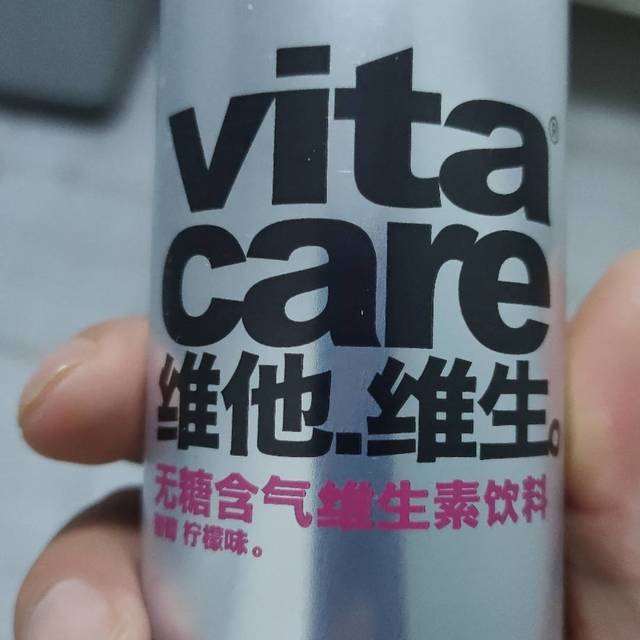 vita®
care
维他.维生。
无糖含气维生素饮料
柠檬味。